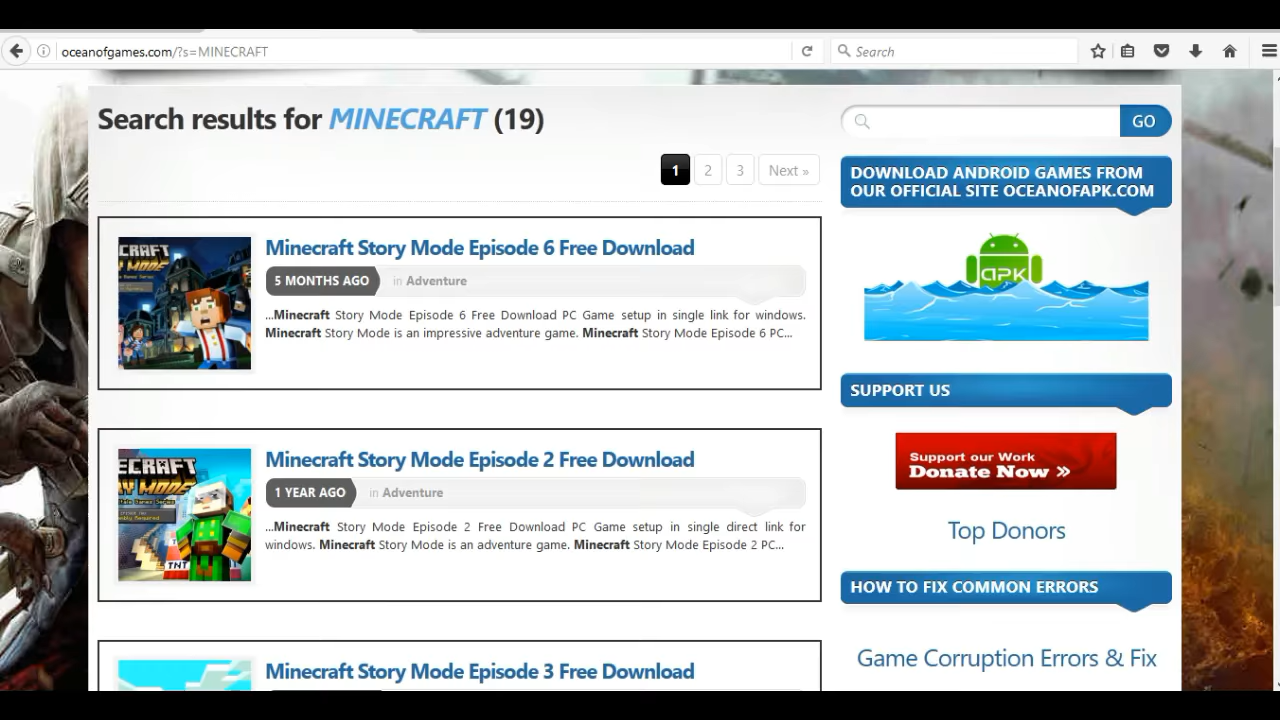 oceanofgames.com/?s=MINECRAFT
Search
Search results for MINECRAFT (19)
1 2 3 Next »
Minecraft Story Mode Episode 6 Free Download
5 MONTHS AGO in Adventure
...Minecraft Story Mode Episode 6 Free Download PC Game setup in single link for windows.
Minecraft Story Mode is an impressive adventure game. Minecraft Story Mode Episode 6 PC...
Minecraft Story Mode Episode 2 Free Download
1 YEAR AGO in Adventure
...Minecraft Story Mode Episode 2 Free Download PC Game setup in single direct link for
windows. Minecraft Story Mode is an adventure game. Minecraft Story Mode Episode 2 PC...
TNT
Minecraft Story Mode Episode 3 Free Download
GO
DOWNLOAD ANDROID GAMES FROM
OUR OFFICIAL SITE OCEANOFAPK.COM
APK
SUPPORT US
Support our Work
Donate Now »
Top Donors
HOW TO FIX COMMON ERRORS
Game Corruption Errors & Fix